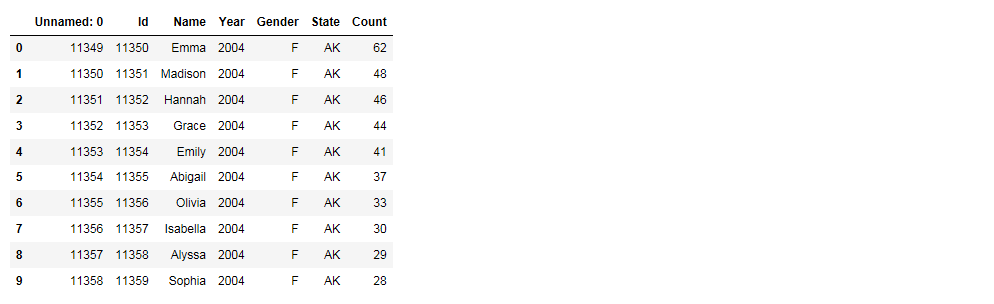 Unnamed: 0 Id Name Year Gender State Count
0 11349 11350 Emma 2004 F AK 62
1 11350 11351 Madison 2004 F AK 48
2 11351 11352 Hannah 2004 F AK 46
3 11352 11353 Grace 2004 F AK 44
4 11353 11354 Emily 2004 F AK 41
5 11354 11355 Abigail 2004 F AK 37
6 11355 11356 Olivia 2004 F AK 33
7 11356 11357 Isabella 2004 F AK 30
8 11357 11358 Alyssa 2004 F AK 29
9 11358 11359 Sophia 2004 F AK 28